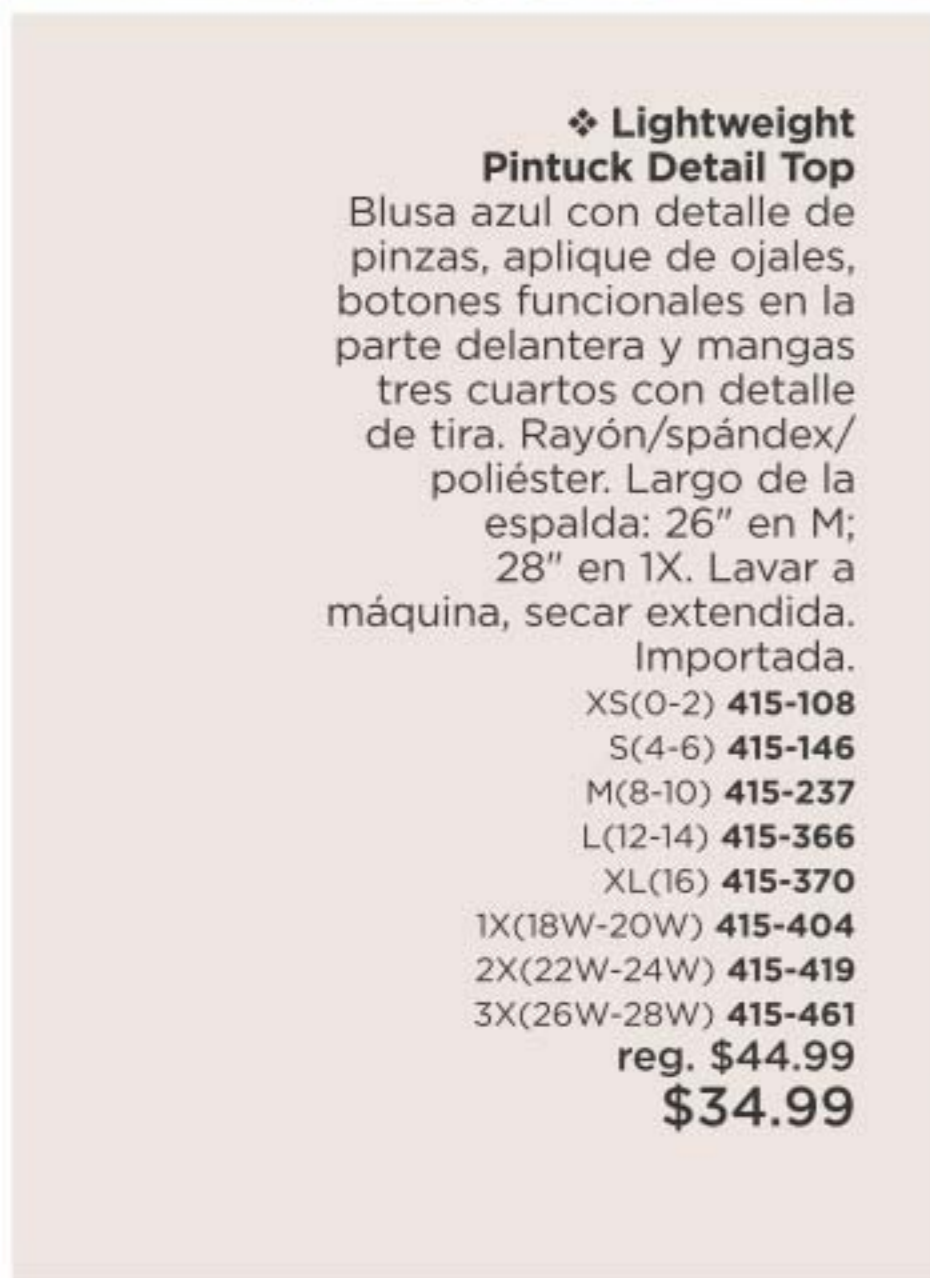 ❖ Lightweight
Pintuck Detail Top
Blusa azul con detalle de
pinzas, aplique de ojales,
botones funcionales en la
parte delantera y mangas
tres cuartos con detalle
de tira. Rayón/spándex/
poliéster. Largo de la
espalda: 26" en M;
28" en 1X. Lavar a
máquina, secar extendida.
Importada.
XS(0-2) 415-108
S(4-6) 415-146
M(8-10) 415-237
L(12-14) 415-366
XL(16) 415-370
1X(18W-20W) 415-404
2X(22W-24W) 415-419
3X(26W-28W) 415-461
reg. $44.99
$34.99